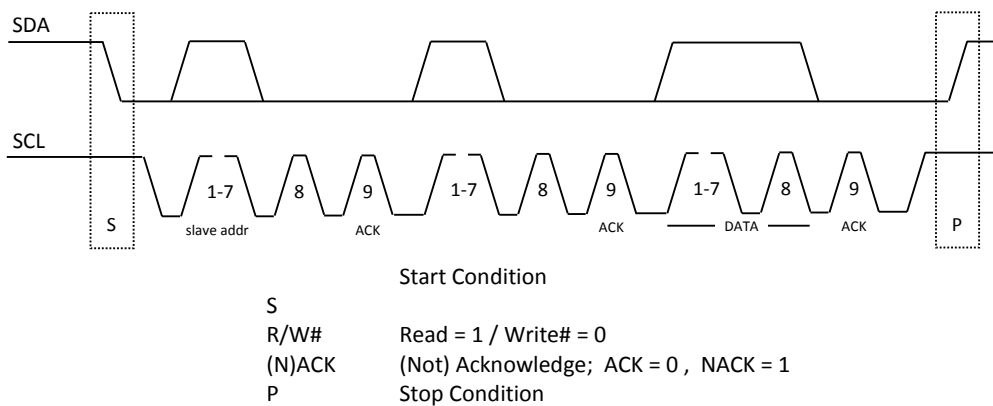 SDA
SCL
1-7 8 9 1-7 8 9 1-7 8 9
S P
slave addr ACK ACK DATA ACK
Start Condition
S
R/W# Read = 1 / Write# = 0
(N)ACK (Not) Acknowledge; ACK = 0 , NACK = 1
P Stop Condition